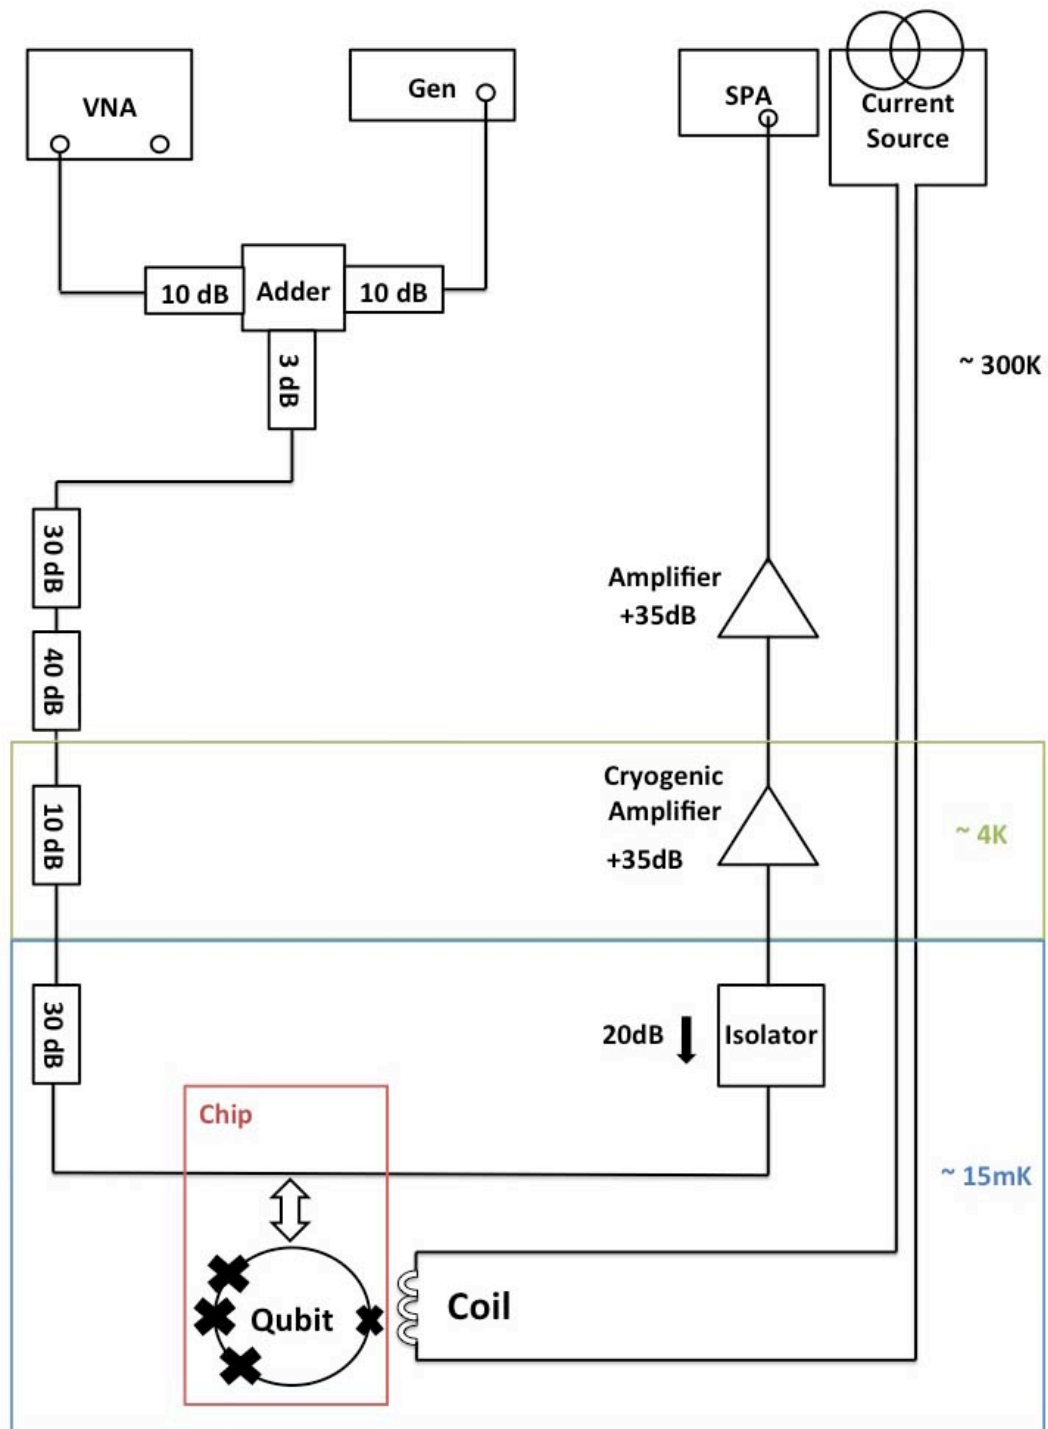 VNA
Gen
SPA
Current
Source
10 dB
Adder
10 dB
3 dB
~ 300K
30 dB
40 dB
Amplifier
+35dB
Cryogenic
Amplifier
+35dB
10 dB
~ 4K
30 dB
20dB
Isolator
Chip
~ 15mK
Qubit
Coil